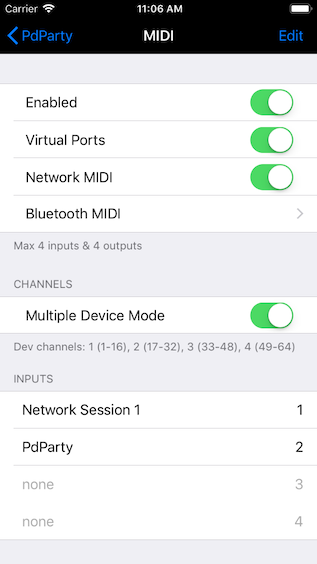 Carrier 11:06 AM
PdParty MIDI Edit
Enabled
Virtual Ports
Network MIDI
Bluetooth MIDI
Max 4 inputs & 4 outputs
CHANNELS
Multiple Device Mode
Dev channels: 1 (1-16), 2 (17-32), 3 (33-48), 4 (49-64)
INPUTS
Network Session 1 1
PdParty 2
none 3
none 4